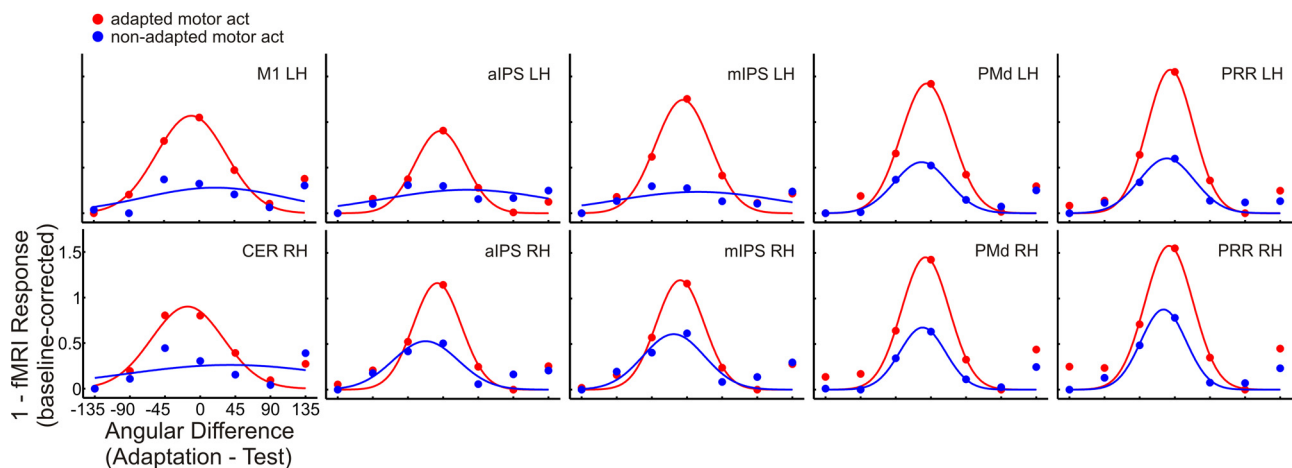 adapted motor act
non-adapted motor act
M1 LH
aIPS LH
mIPS LH
PMd LH
PRR LH
CER RH
aIPS RH
mIPS RH
PMd RH
PRR RH
1 - fMRI Response
(baseline-corrected)
1.5
1
0.5
0
-135 -90 -45 0 45 90 135
Angular Difference
(Adaptation - Test)